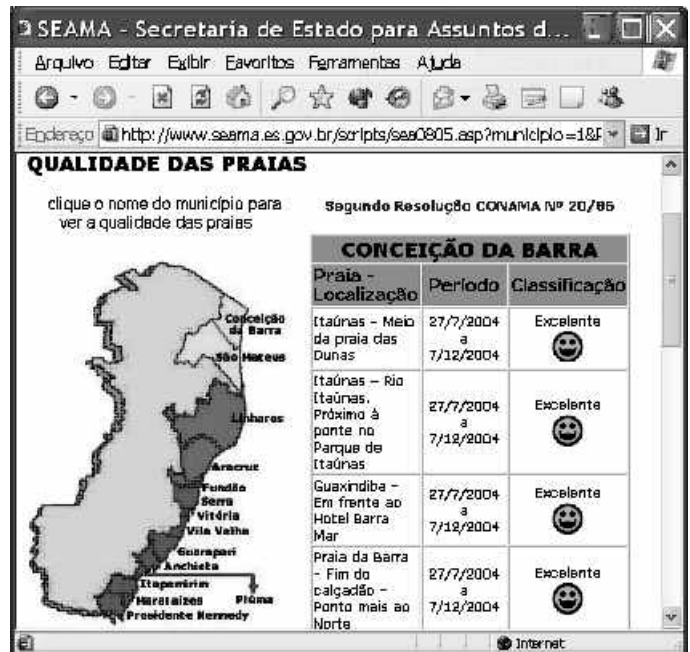 SEAMA - Secretaria de Estado para Assuntos d...
Arquivo Editar Exibir Favoritos Ferramentas Ajuda
Endereço http://www.seama.es.gov.br/scripts/sea0805.asp?municipio=1&F Ir
QUALIDADE DAS PRAIAS
clique o nome do município para
ver a qualidade das praias
Conceição
da Barra
São Mateus
Linhares
Aracruz
Fundão
Serra
Vitória
Vila Velha
Guarapari
Anchieta
Itapemirim
Marataízes Piúma
Presidente Kennedy
Segundo Resolução CONAMA Nº 20/86
CONCEIÇÃO DA BARRA
Praia -
Localização
Período
Classificação
Itaúnas - Meio
da praia das
Dunas
27/7/2004
a
7/12/2004
Excelente
Itaúnas – Rio
Itaúnas.
Próximo à
ponte no
Parque de
Itaúnas
27/7/2004
a
7/12/2004
Excelente
Guaxindiba -
Em frente ao
Hotel Barra
Mar
27/7/2004
a
7/12/2004
Excelente
Praia da Barra
- Fim do
calçadão -
Ponto mais ao
Norte
27/7/2004
a
7/12/2004
Excelente
Internet